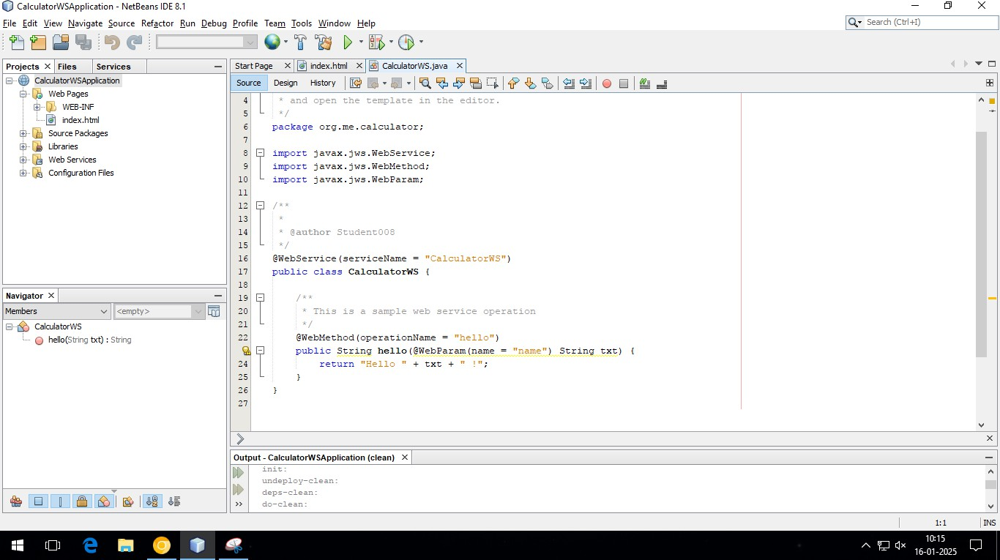 CalculatorWSApplication - NetBeans IDE 8.1
File Edit View Navigate Source Refactor Run Debug Profile Team Tools Window Help
Search (Ctrl+I)
Projects Files Services
CalculatorWSApplication
Web Pages
WEB-INF
index.html
Source Packages
Libraries
Web Services
Configuration Files
Navigator
Members <empty>
CalculatorWS
hello(String txt) : String
Start Page index.html CalculatorWS.java
Source Design History
4 * and open the template in the editor.
5 */
6 package org.me.calculator;
7
8 import javax.jws.WebService;
9 import javax.jws.WebMethod;
10 import javax.jws.WebParam;
11
12 /**
13 *
14 * @author Student008
15 */
16 @WebService(serviceName = "CalculatorWS")
17 public class CalculatorWS {
18
19 /**
20 * This is a sample web service operation
21 */
22 @WebMethod(operationName = "hello")
public String hello(@WebParam(name = "name") String txt) {
24 return "Hello " + txt + " !";
25 }
26 }
27
Output - CalculatorWSApplication (clean)
init:
undeploy-clean:
deps-clean:
do-clean:
1:1 INS
10:15
16-01-2025